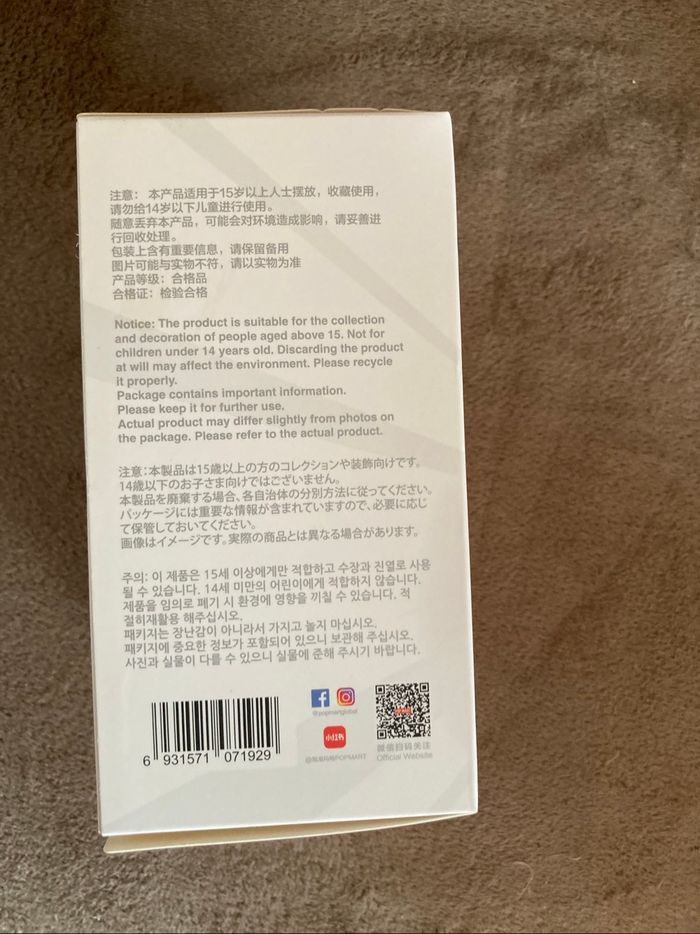 注意： 本产品适用于15岁以上人士摆放，收藏使用，
请勿给14岁以下儿童进行使用。
随意丢弃本产品，可能会对环境造成影响，请妥善进
行回收处理。
包装上含有重要信息，请保留备用
图片可能与实物不符，请以实物为准
产品等级：合格品
合格证：检验合格
Notice: The product is suitable for the collection
and decoration of people aged above 15. Not for
children under 14 years old. Discarding the product
at will may affect the environment. Please recycle
it properly.
Package contains important information.
Please keep it for further use.
Actual product may differ slightly from photos on
the package. Please refer to the actual product.
注意：本製品は15歳以上の方のコレクションや装飾向けです。
14歳以下のお子さま向けではございません。
本製品を廃棄する場合、各自治体の分別方法に従ってください。
パッケージには重要な情報が含まれていますので、必要に応じ
て保管しておいてください。
画像はイメージです。実際の商品とは異なる場合があります。
주의: 이 제품은 15세 이상에게만 적합하고 수장과 진열로 사용
될 수 있습니다. 14세 미만의 어린이에게 적합하지 않습니다.
제품을 임의로 폐기 시 환경에 영향을 끼칠 수 있습니다. 적
절히재활용 해주십시오.
패키지는 장난감이 아니라서 가지고 놀지 마십시오.
패키지에 중요한 정보가 포함되어 있으니 보관해 주십시오.
사진과 실물이 다를 수 있으니 실물에 준해 주시기 바랍니다.
6 931571 071929
@popmartglobal
小红书
@泡泡玛特POPMART
微信扫码关注
Official Website